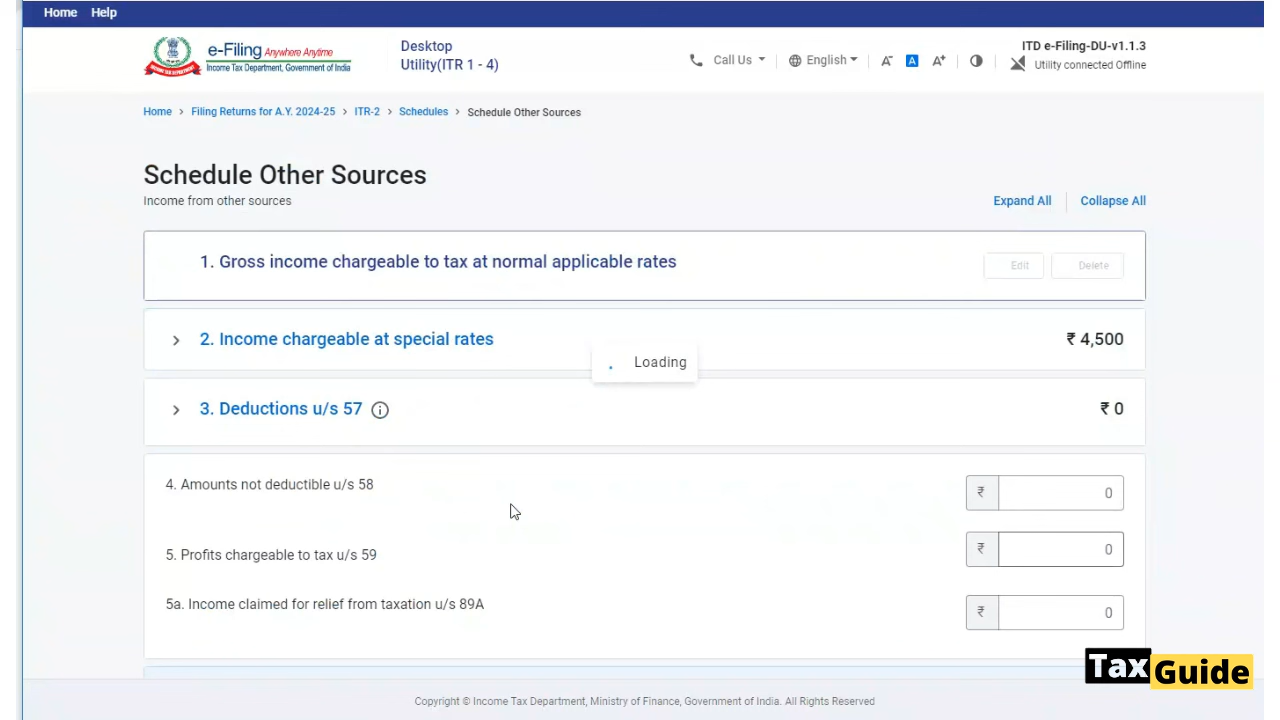 Home Help
e-Filing Anywhere Anytime
Income Tax Department, Government of India
Desktop
Utility(ITR 1 - 4)
Call Us
English
A-
A
A+
ITD e-Filing-DU-v1.1.3
Utility connected Offline
Home > Filing Returns for A.Y. 2024-25 > ITR-2 > Schedules > Schedule Other Sources
Schedule Other Sources
Income from other sources
Expand All
Collapse All
1. Gross income chargeable to tax at normal applicable rates
Edit
Delete
2. Income chargeable at special rates
₹ 4,500
Loading
3. Deductions u/s 57
₹ 0
4. Amounts not deductible u/s 58
₹ 0
5. Profits chargeable to tax u/s 59
₹ 0
5a. Income claimed for relief from taxation u/s 89A
₹ 0
Tax Guide
Copyright © Income Tax Department, Ministry of Finance, Government of India. All Rights Reserved